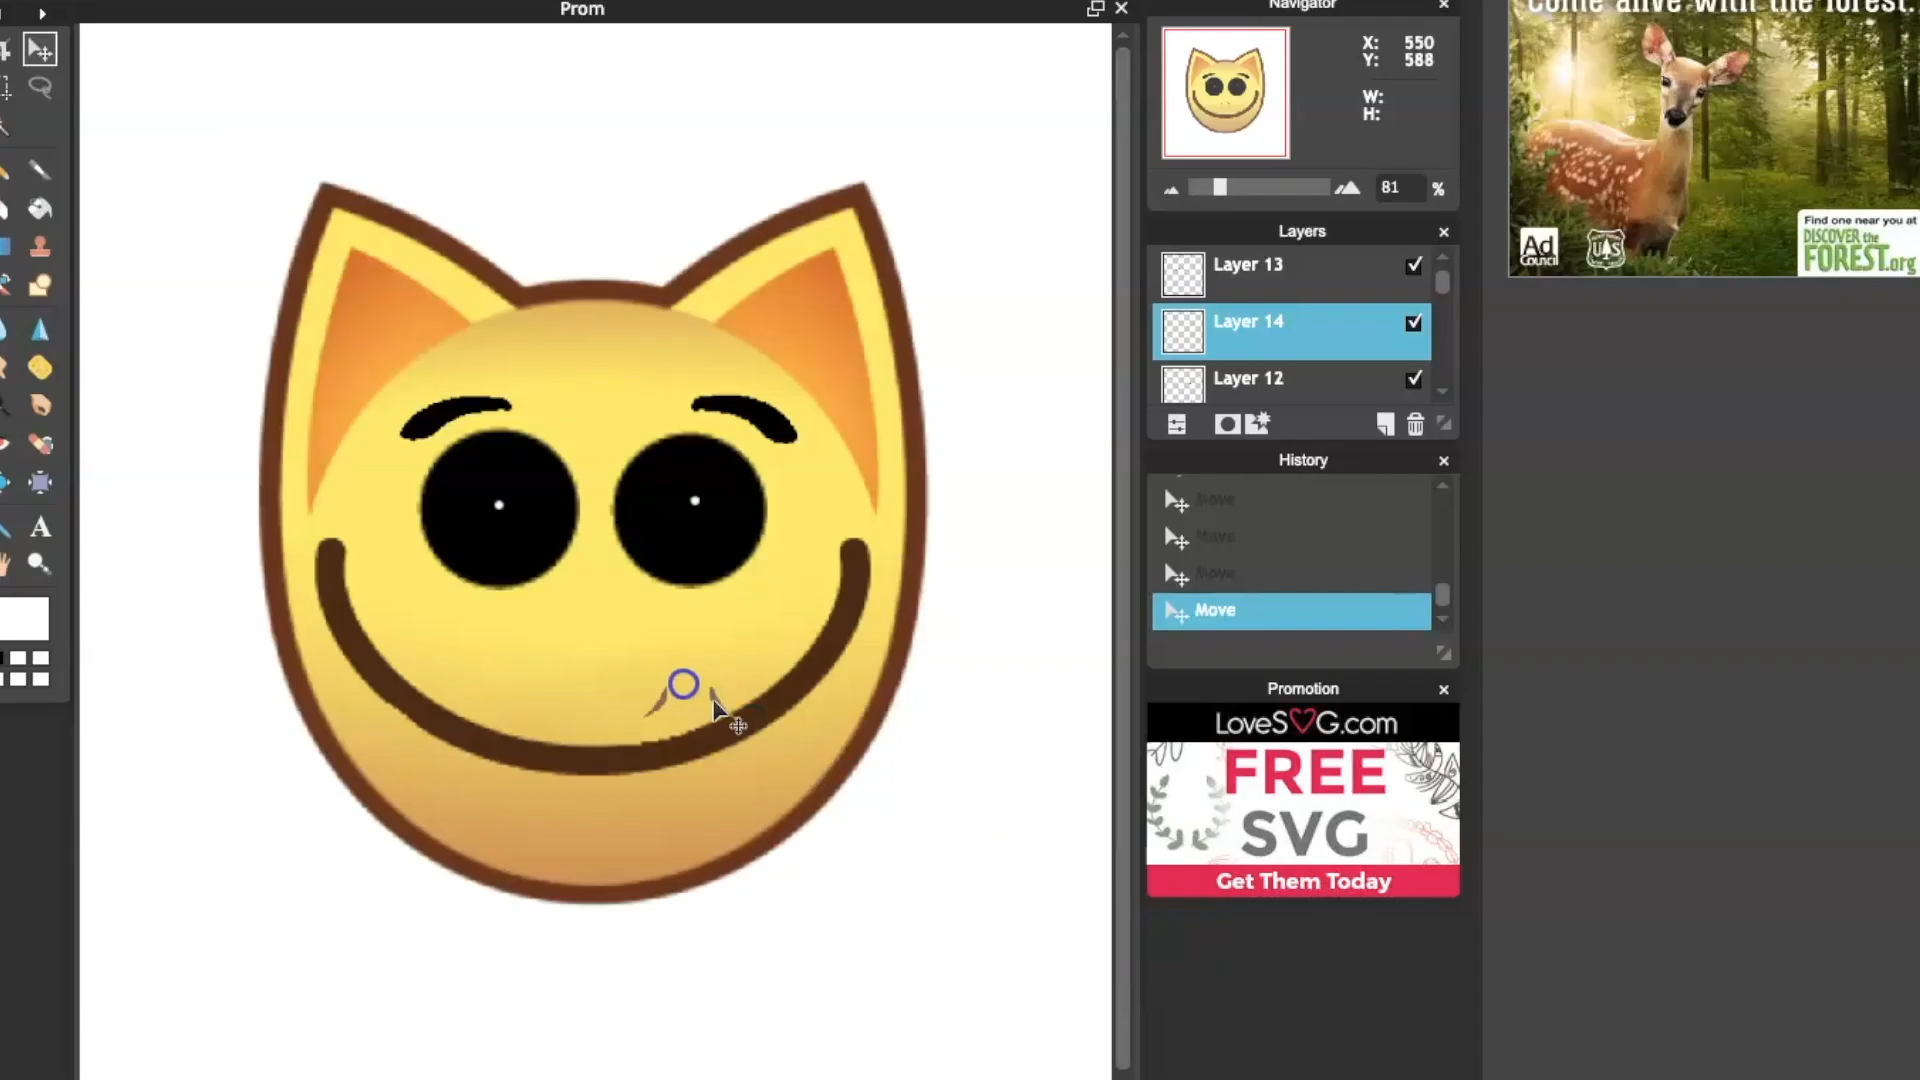 Prom
Navigator
X: 550
Y: 588
W:
H:
81 %
Layers
Layer 13
Layer 14
Layer 12
History
Move
Move
Move
Move
Promotion
LoveSVG.com
FREE
SVG
Get Them Today
come alive with the forest.
Ad
Council
UAS
Find one near you at
DISCOVER the
FOREST.org
A